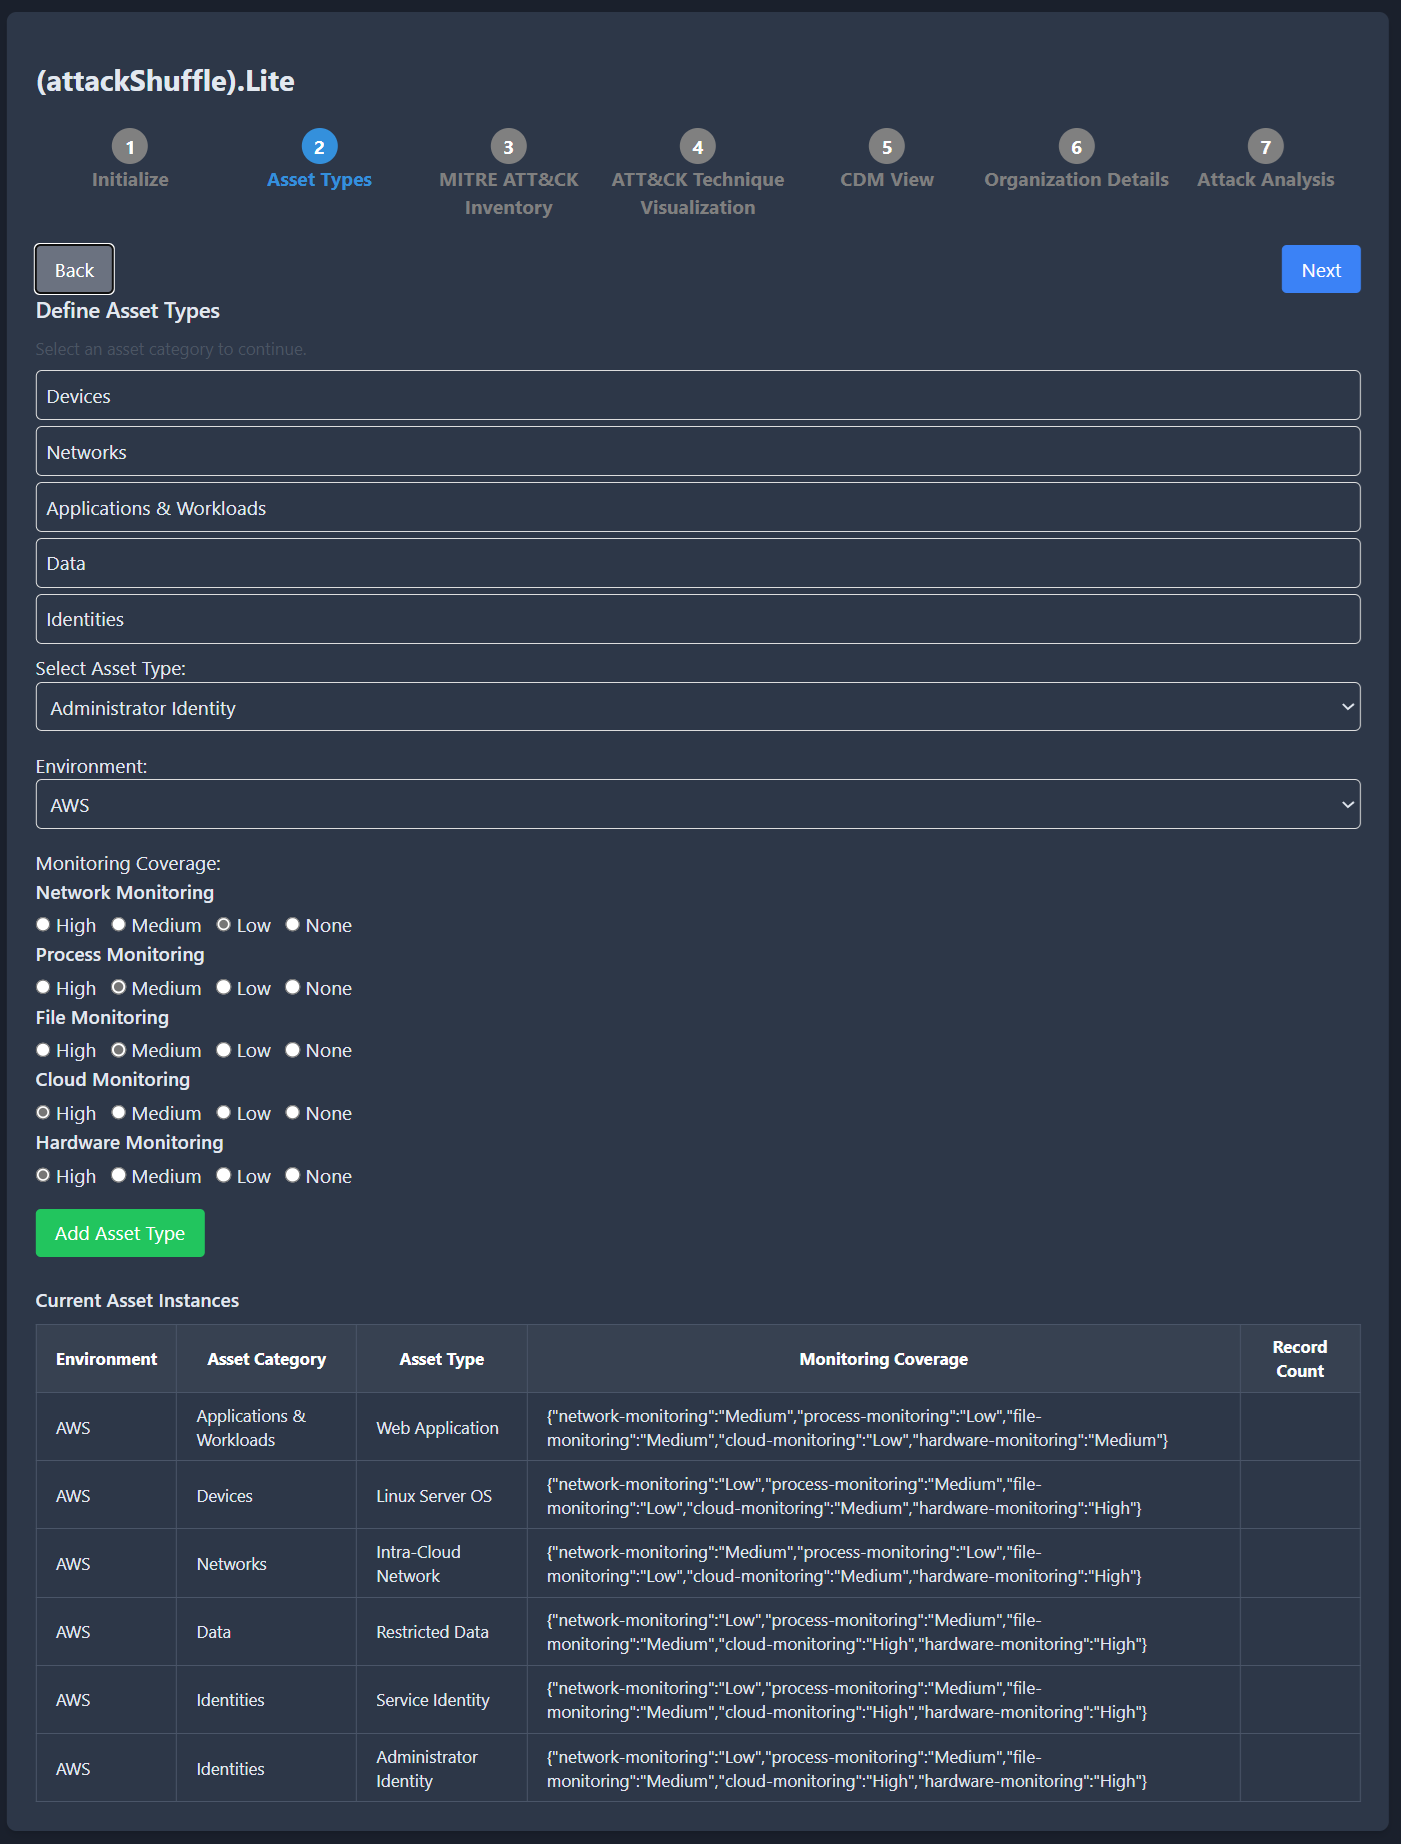 (attackShuffle).Lite
1
Initialize
2
Asset Types
3
MITRE ATT&CK
Inventory
4
ATT&CK Technique
Visualization
5
CDM View
6
Organization Details
7
Attack Analysis
Back
Next
Define Asset Types
Select an asset category to continue.
Devices
Networks
Applications & Workloads
Data
Identities
Select Asset Type:
Administrator Identity
Environment:
AWS
Monitoring Coverage:
Network Monitoring
High Medium Low None
Process Monitoring
High Medium Low None
File Monitoring
High Medium Low None
Cloud Monitoring
High Medium Low None
Hardware Monitoring
High Medium Low None
Add Asset Type
Current Asset Instances
Environment
Asset Category
Asset Type
Monitoring Coverage
Record
Count
AWS
Applications &
Workloads
Web Application
{"network-monitoring":"Medium","process-monitoring":"Low","file-
monitoring":"Medium","cloud-monitoring":"Low","hardware-monitoring":"Medium"}
AWS
Devices
Linux Server OS
{"network-monitoring":"Low","process-monitoring":"Medium","file-
monitoring":"Low","cloud-monitoring":"Medium","hardware-monitoring":"High"}
AWS
Networks
Intra-Cloud
Network
{"network-monitoring":"Medium","process-monitoring":"Low","file-
monitoring":"Low","cloud-monitoring":"Medium","hardware-monitoring":"High"}
AWS
Data
Restricted Data
{"network-monitoring":"Low","process-monitoring":"Medium","file-
monitoring":"Medium","cloud-monitoring":"High","hardware-monitoring":"High"}
AWS
Identities
Service Identity
{"network-monitoring":"Low","process-monitoring":"Medium","file-
monitoring":"Medium","cloud-monitoring":"High","hardware-monitoring":"High"}
AWS
Identities
Administrator
Identity
{"network-monitoring":"Low","process-monitoring":"Medium","file-
monitoring":"Medium","cloud-monitoring":"High","hardware-monitoring":"High"}